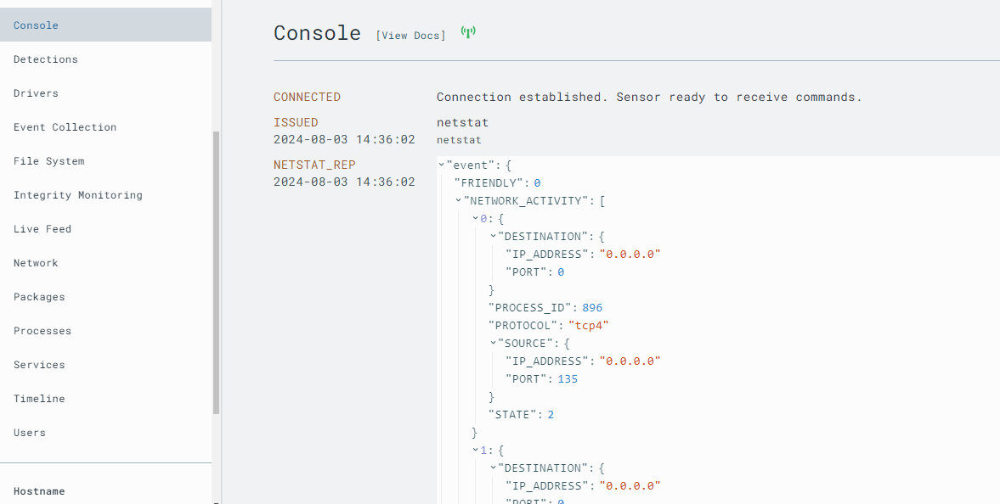 Console
Detections
Drivers
Event Collection
File System
Integrity Monitoring
Live Feed
Network
Packages
Processes
Services
Timeline
Users
Hostname
Console [View Docs]
CONNECTED Connection established. Sensor ready to receive commands.
ISSUED netstat
2024-08-03 14:36:02 netstat
NETSTAT_REP "event": {
2024-08-03 14:36:02 "FRIENDLY": 0
"NETWORK_ACTIVITY": [
0: {
"DESTINATION": {
"IP_ADDRESS": "0.0.0.0"
"PORT": 0
}
"PROCESS_ID": 896
"PROTOCOL": "tcp4"
"SOURCE": {
"IP_ADDRESS": "0.0.0.0"
"PORT": 135
}
"STATE": 2
}
1: {
"DESTINATION": {
"IP_ADDRESS": "0.0.0.0"
"PORT": 0